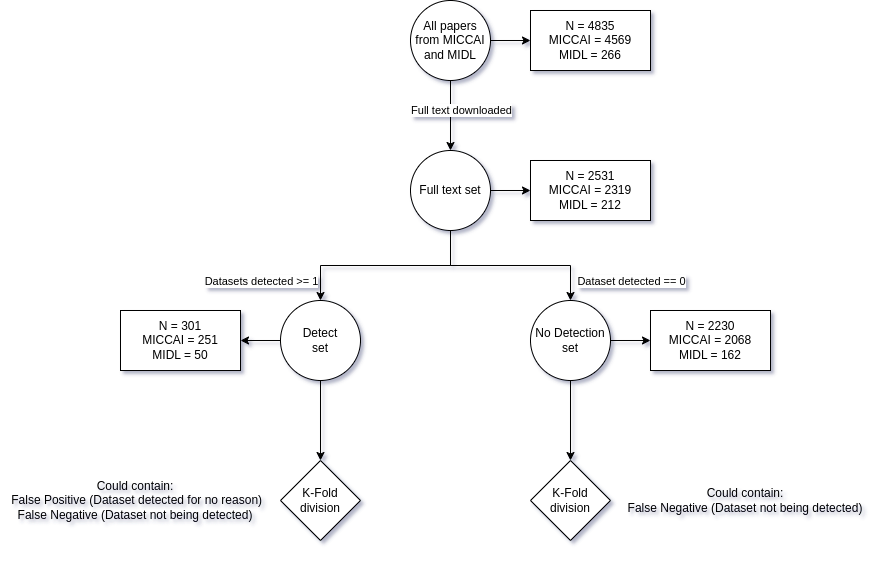 All papers
from MICCAI
and MIDL
N = 4835
MICCAI = 4569
MIDL = 266
Full text downloaded
Full text set
N = 2531
MICCAI = 2319
MIDL = 212
Datasets detected >= 1
Dataset detected == 0
N = 301
MICCAI = 251
MIDL = 50
Detect
set
No Detection
set
N = 2230
MICCAI = 2068
MIDL = 162
Could contain:
False Positive (Dataset detected for no reason)
False Negative (Dataset not being detected)
K-Fold
division
K-Fold
division
Could contain:
False Negative (Dataset not being detected)